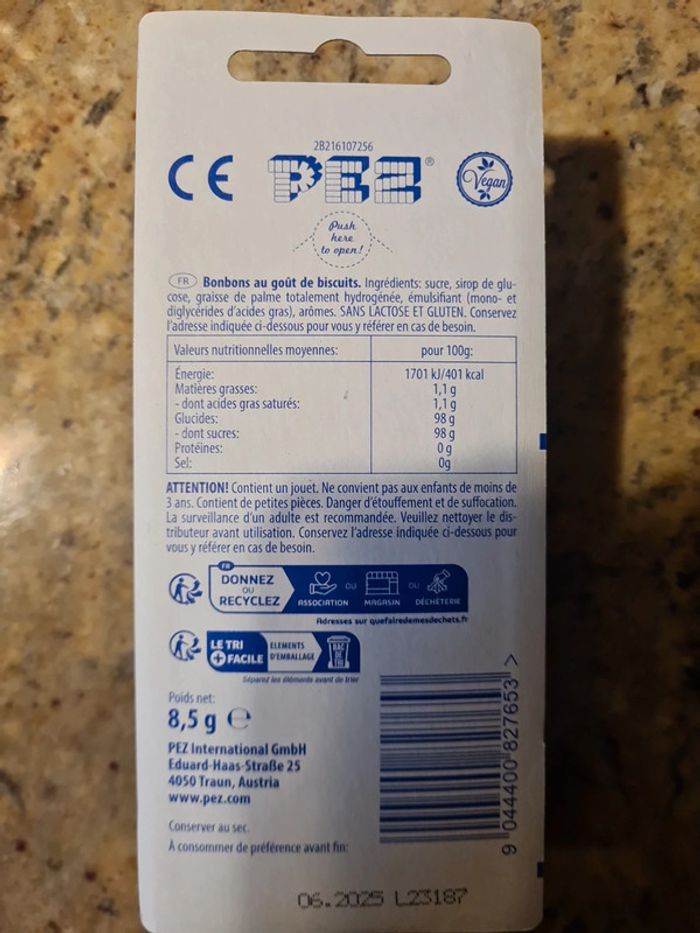 2B216107256
CE PEZ® Vegan
Push
here
to open!
FR Bonbons au goût de biscuits. Ingrédients: sucre, sirop de glu-
cose, graisse de palme totalement hydrogénée, émulsifiant (mono- et
diglycérides d'acides gras), arômes. SANS LACTOSE ET GLUTEN. Conservez
l'adresse indiquée ci-dessous pour vous y référer en cas de besoin.
Valeurs nutritionnelles moyennes: pour 100g:
Énergie: 1701 kJ/401 kcal
Matières grasses: 1,1 g
- dont acides gras saturés: 1,1 g
Glucides: 98 g
- dont sucres: 98 g
Protéines: 0 g
Sel: 0g
ATTENTION! Contient un jouet. Ne convient pas aux enfants de moins de
3 ans. Contient de petites pièces. Danger d'étouffement et de suffocation.
La surveillance d'un adulte est recommandée. Veuillez nettoyer le dis-
tributeur avant utilisation. Conservez l'adresse indiquée ci-dessous pour
vous y référer en cas de besoin.
FR
DONNEZ
OU
RECYCLEZ
ASSOCIATION OU MAGASIN OU DÉCHÈTERIE
Adresses sur quefairedemesdechets.fr
LE TRI
+ FACILE
ELEMENTS
D'EMBALLAGE
BAC
DE
TRI
Séparez les éléments avant de trier
Poids net:
8,5 g ℮
PEZ International GmbH
Eduard-Haas-Straße 25
4050 Traun, Austria
www.pez.com
Conserver au sec.
À consommer de préférence avant fin:
9 044400 827653 >
06.2025 L23187